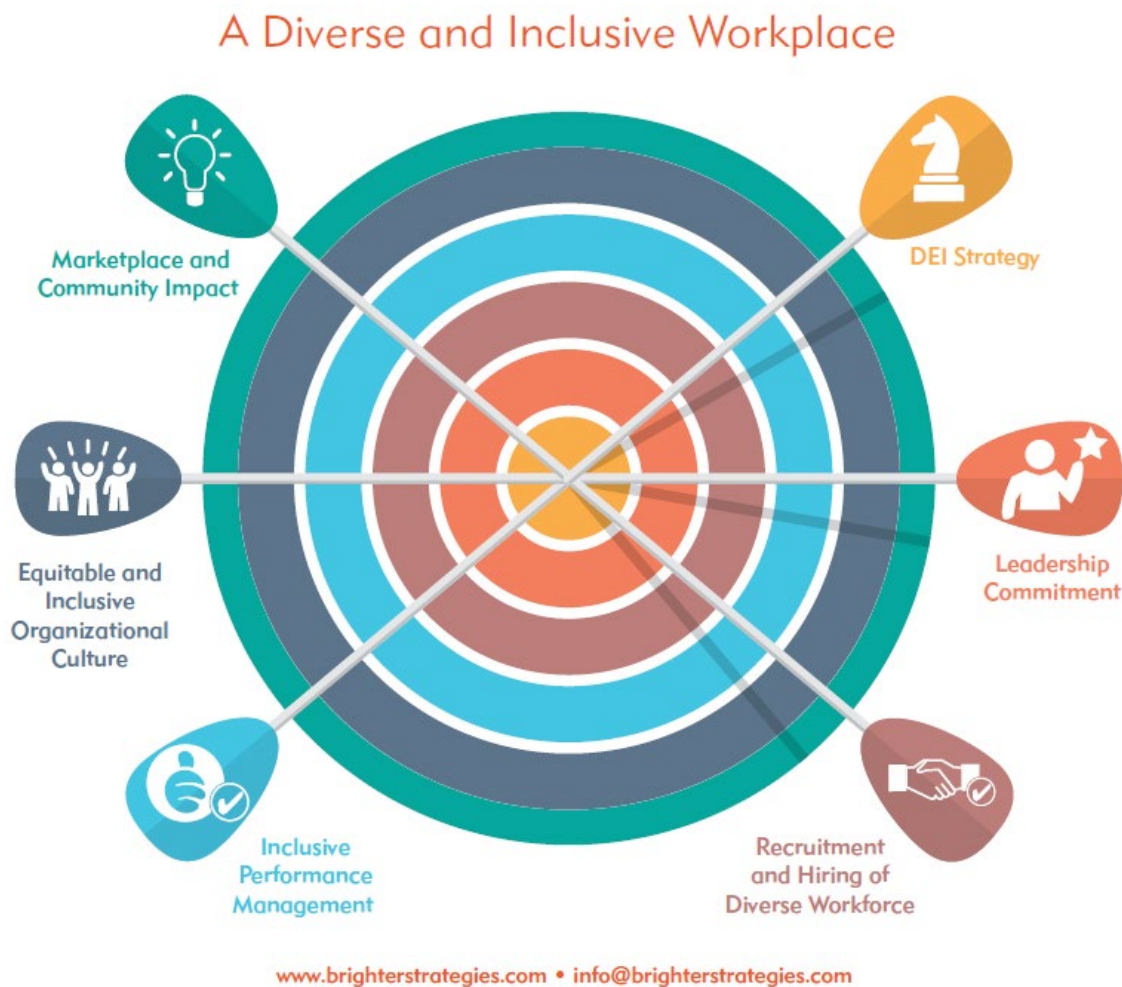 A Diverse and Inclusive Workplace
Marketplace and
Community Impact
DEI Strategy
Equitable and
Inclusive
Organizational
Culture
Leadership
Commitment
Inclusive
Performance
Management
Recruitment
and Hiring of
Diverse Workforce
www.brighterstrategies.com • info@brighterstrategies.com